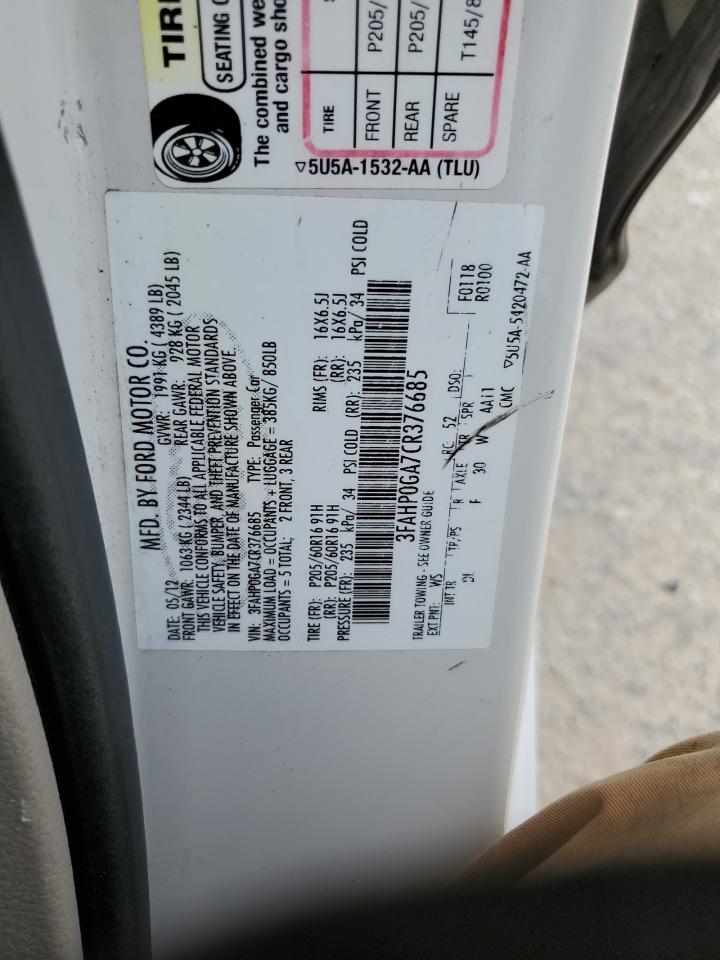 TIRE
SEATING C
The combined we
and cargo sho
TIRE
FRONT P205/
REAR P205/
SPARE T145/8
▽5U5A-1532-AA (TLU)
MFD. BY FORD MOTOR CO.
DATE: 05/12 GVWR: 1991 KG ( 4389 LB)
FRONT GAWR: 1063KG ( 2344LB) REAR GAWR: 928 KG ( 2045 LB)
THIS VEHICLE CONFORMS TO ALL APPLICABLE FEDERAL MOTOR
VEHICLE SAFETY, BUMPER, AND THEFT PREVENTION STANDARDS
IN EFFECT ON THE DATE OF MANUFACTURE SHOWN ABOVE.
VIN: 3FAHP0GA7CR376685 TYPE: Passenger Car
MAXIMUM LOAD = OCCUPANTS + LUGGAGE = 385KG/ 850LB
OCCUPANTS = 5 TOTAL; 2 FRONT, 3 REAR
TIRE (FR): P205/60R16 91H RIMS (FR): 16X6.5J
(RR): P205/60R16 91H (RR): 16X6.5J
PRESSURE (FR): 235 kPa/ 34 PSI COLD (RR): 235 kPa/ 34 PSI COLD
3FAHP0GA7CR376685
TRAILER TOWING - SEE OWNER GUIDE F0118
EXT PNT: WS RC: 52 DSO: R0100
INT TR TP/PS R AXLE TR SPR
DL F 30 W AA11
CMC ▽5U5A-5420472-AA